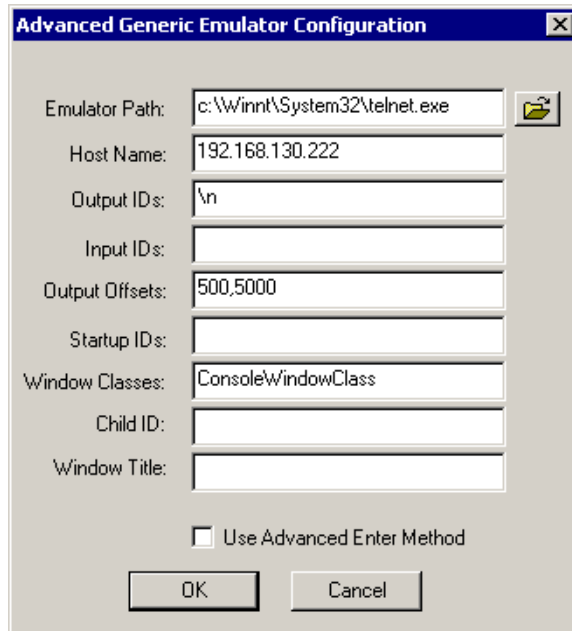 Advanced Generic Emulator Configuration
Emulator Path: c:\Winnt\System32\telnet.exe
Host Name: 192.168.130.222
Output IDs: \n
Input IDs:
Output Offsets: 500,5000
Startup IDs:
Window Classes: ConsoleWindowClass
Child ID:
Window Title:
Use Advanced Enter Method
OK Cancel